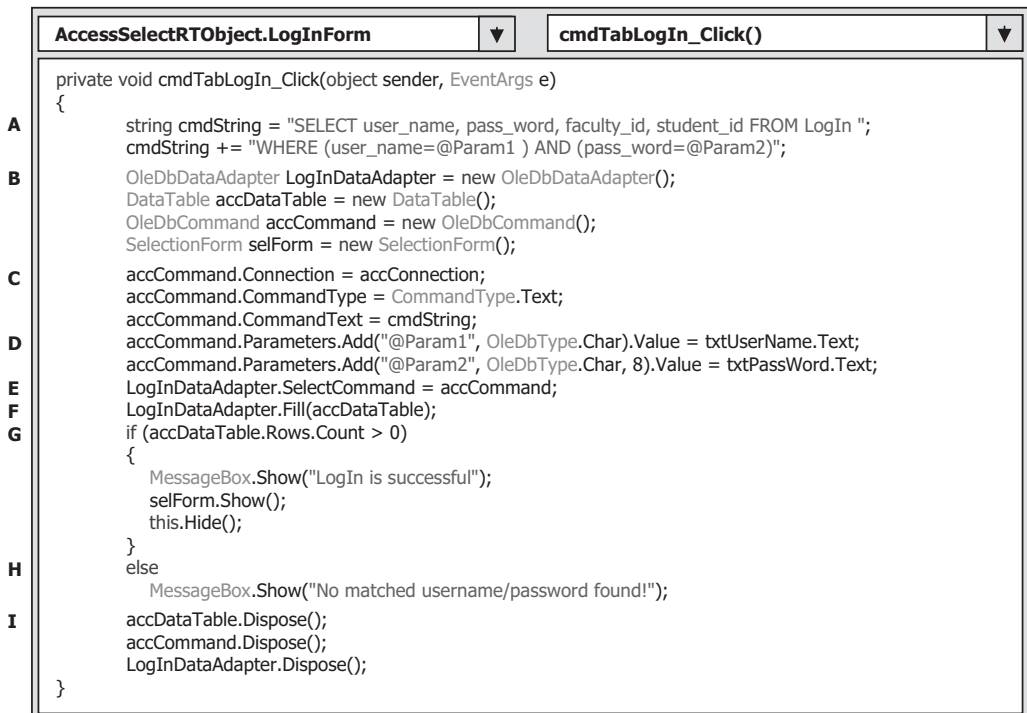 AccessSelectRTObject.LogInForm cmdTabLogIn_Click()
private void cmdTabLogIn_Click(object sender, EventArgs e)
{
A string cmdString = "SELECT user_name, pass_word, faculty_id, student_id FROM LogIn ";
cmdString += "WHERE (user_name=@Param1 ) AND (pass_word=@Param2)";
B OleDbDataAdapter LogInDataAdapter = new OleDbDataAdapter();
DataTable accDataTable = new DataTable();
OleDbCommand accCommand = new OleDbCommand();
SelectionForm selForm = new SelectionForm();
C accCommand.Connection = accConnection;
accCommand.CommandType = CommandType.Text;
accCommand.CommandText = cmdString;
D accCommand.Parameters.Add("@Param1", OleDbType.Char).Value = txtUserName.Text;
accCommand.Parameters.Add("@Param2", OleDbType.Char, 8).Value = txtPassWord.Text;
E LogInDataAdapter.SelectCommand = accCommand;
F LogInDataAdapter.Fill(accDataTable);
G if (accDataTable.Rows.Count > 0)
{
MessageBox.Show("LogIn is successful");
selForm.Show();
this.Hide();
}
H else
MessageBox.Show("No matched username/password found!");
I accDataTable.Dispose();
accCommand.Dispose();
LogInDataAdapter.Dispose();
}